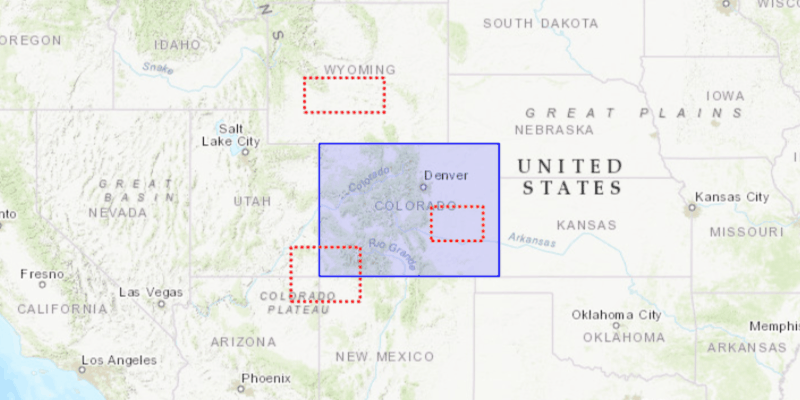 N
S
WISCO
SOUTH DAKOTA
OREGON
IDAHO
Snake
WYOMING
IOWA
GREAT PLAINS
NEBRASKA
Salt
Lake City
UNITED
STATES
Denver
Colorado
GREAT
BASIN
NEVADA
UTAH
COLORADO
Kansas City
nto
KANSAS
MISSOURI
Arkansas
Rio Grande
Fresno
Las Vegas
COLORADO
PLATEAU
CALIFORNIA
Oklahoma City
OKLAHOMA
Memphis
ARIZONA
ARKANSAS
NEW MEXICO
Los Angeles
Phoenix